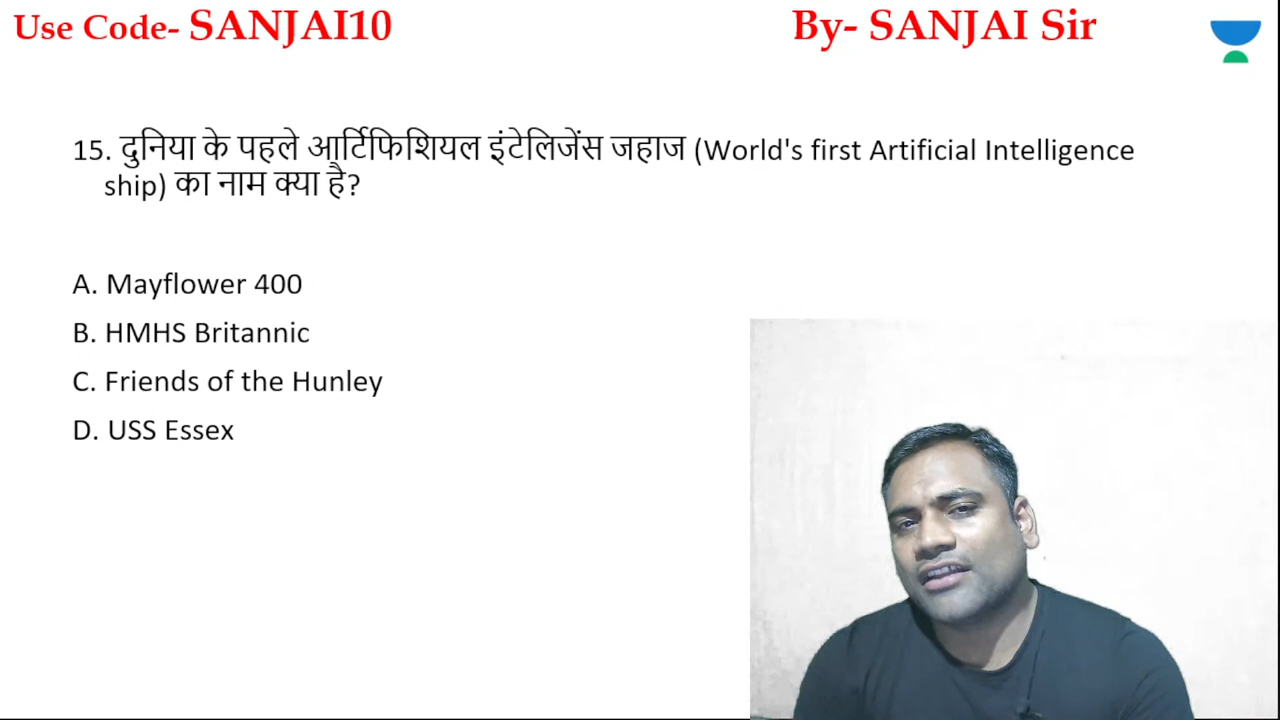 Use Code- SANJAI10
By- SANJAI Sir
15. दुनिया के पहले आर्टिफिशियल इंटेलिजेंस जहाज (World's first Artificial Intelligence
ship) का नाम क्या है?
A. Mayflower 400
B. HMHS Britannic
C. Friends of the Hunley
D. USS Essex